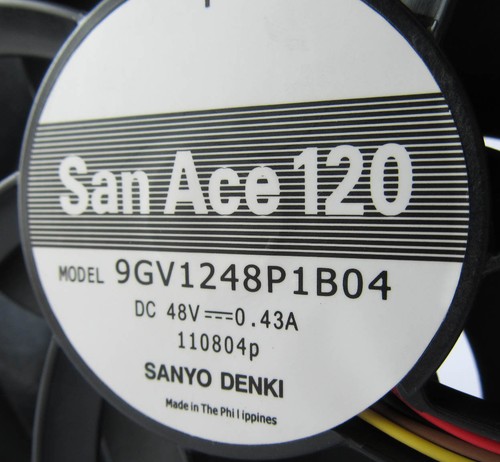 San Ace 120
MODEL 9GV1248P1B04
DC 48V⎓0.43A
110804p
SANYO DENKI
Made in The Philippines